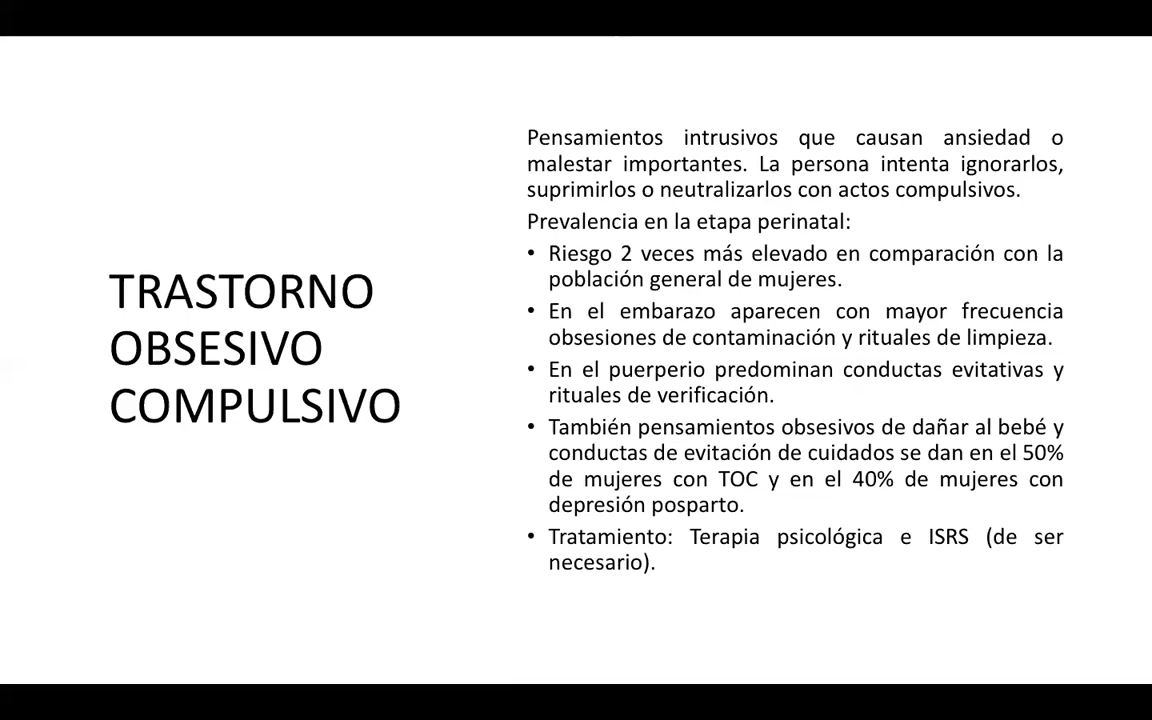 TRASTORNO
OBSESIVO
COMPULSIVO
Pensamientos intrusivos que causan ansiedad o
malestar importantes. La persona intenta ignorarlos,
suprimirlos o neutralizarlos con actos compulsivos.
Prevalencia en la etapa perinatal:
• Riesgo 2 veces más elevado en comparación con la
población general de mujeres.
• En el embarazo aparecen con mayor frecuencia
obsesiones de contaminación y rituales de limpieza.
• En el puerperio predominan conductas evitativas y
rituales de verificación.
• También pensamientos obsesivos de dañar al bebé y
conductas de evitación de cuidados se dan en el 50%
de mujeres con TOC y en el 40% de mujeres con
depresión posparto.
• Tratamiento: Terapia psicológica e ISRS (de ser
necesario).